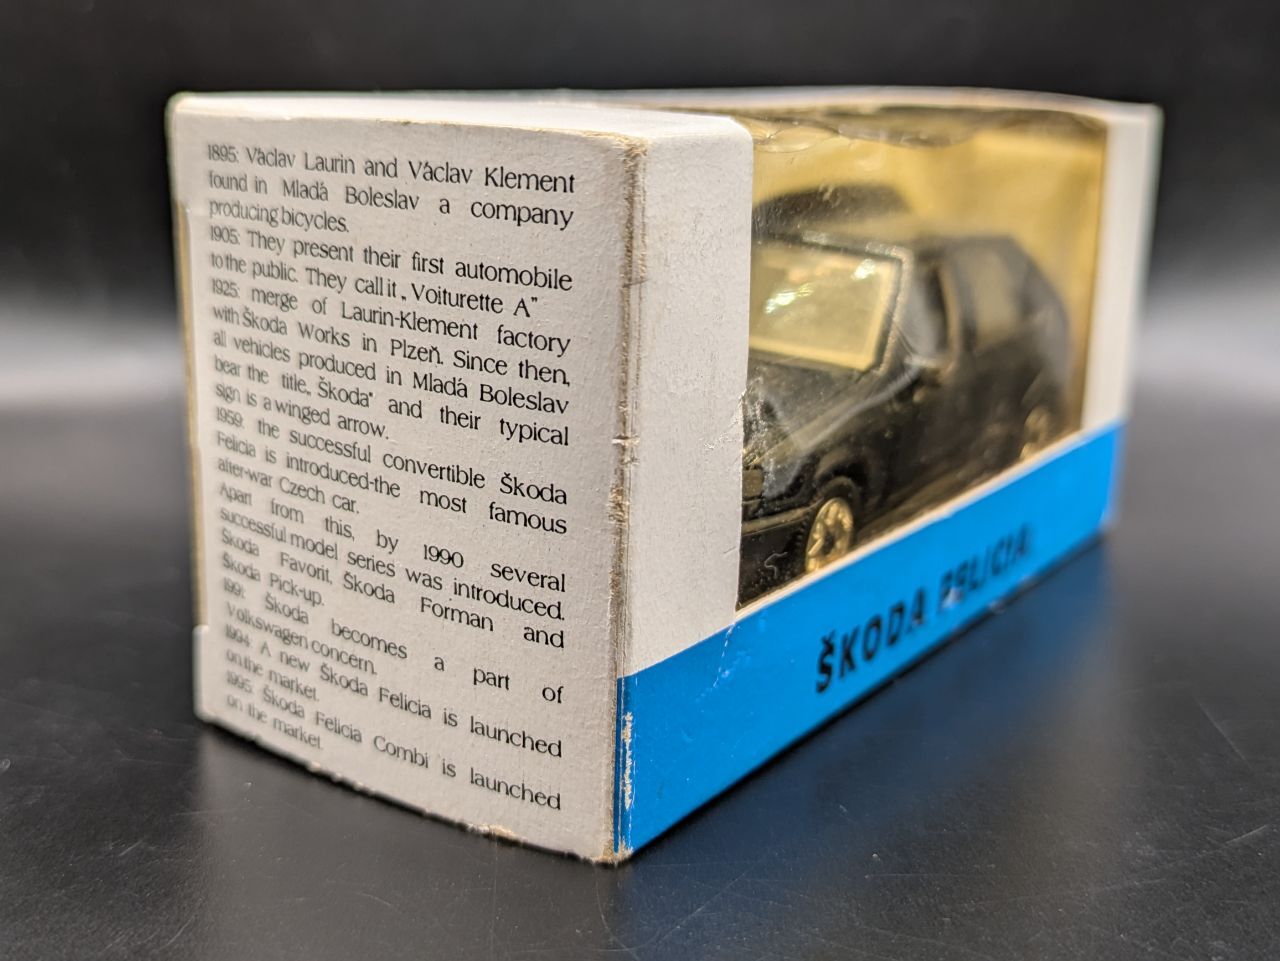 1895: Václav Laurin and Václav Klement
found in Mladá Boleslav a company
producing bicycles.
1905: They present their first automobile
to the public. They call it „Voiturette A"
1925: merge of Laurin-Klement factory
with Škoda Works in Plzeň. Since then,
all vehicles produced in Mladá Boleslav
bear the title„Škoda" and their typical
sign is a winged arrow.
1959: the successful convertible Škoda
Felicia is introduced-the most famous
after-war Czech car.
Apart from this, by 1990 several
successful model series was introduced.
Škoda Favorit, Škoda Forman and
Škoda Pick-up.
1991: Škoda becomes a part of
Volkswagen concern.
1994: A new Škoda Felicia is launched
on the market.
1995: Škoda Felicia Combi is launched
on the market.
ŠKODA FELICIA